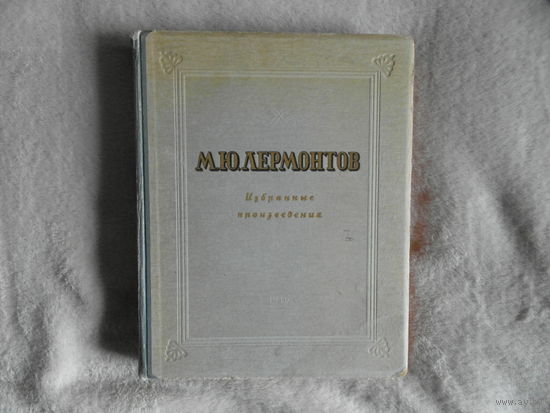 М.Ю.ЛЕРМОНТОВ
Избранные
произведения